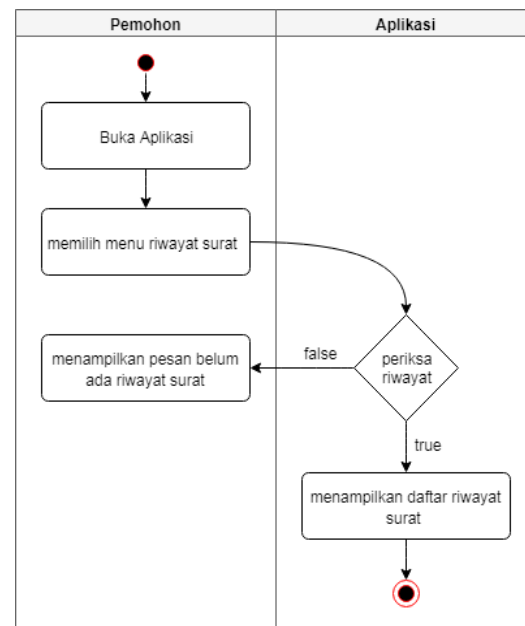 Pemohon
Aplikasi
Buka Aplikasi
memilih menu riwayat surat
menampilkan pesan belum
ada riwayat surat
false
periksa
riwayat
true
menampilkan daftar riwayat
surat